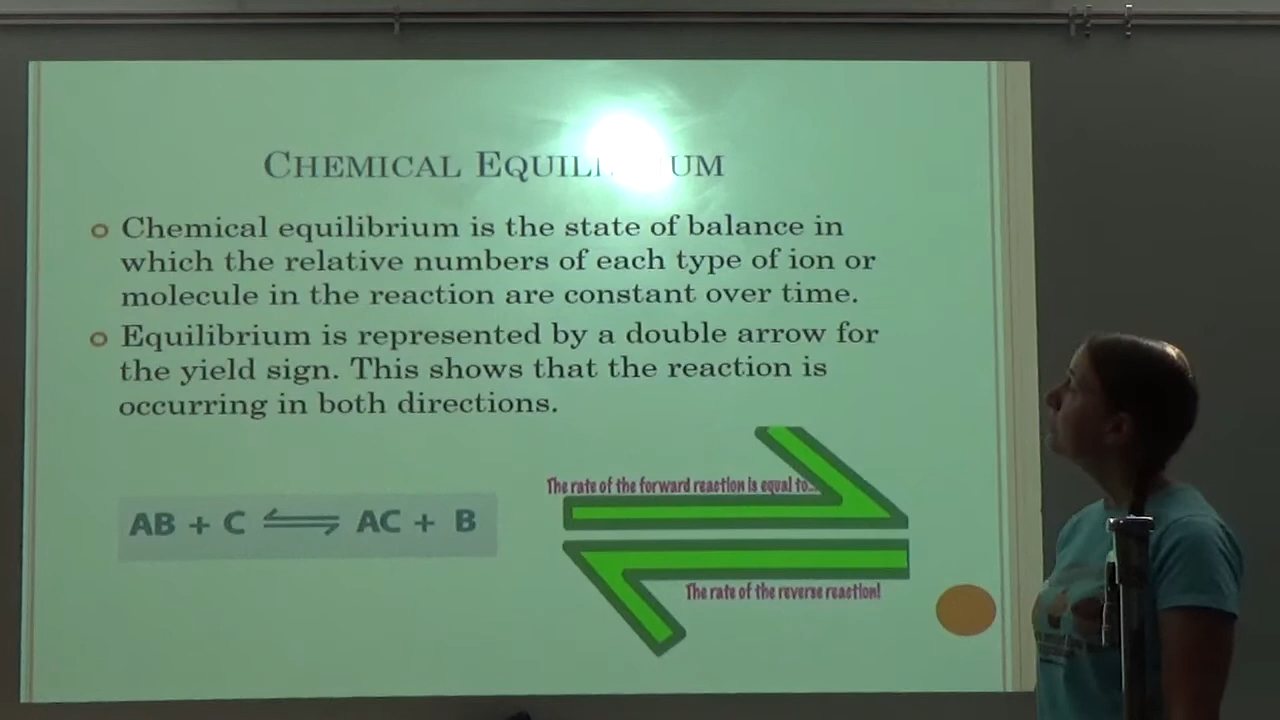 CHEMICAL
Chemical equilibrium is the state of balance in
which the relative numbers of each type of ion or
molecule in the reaction are constant over time.
Equilibrium is represented by a double arrow for
the yield sign. This shows that the reaction is
occurring in both directions.
The rate of the forward reaction is equal to...
AB + C ⇌ AC + B
The rate of the reverse reaction!